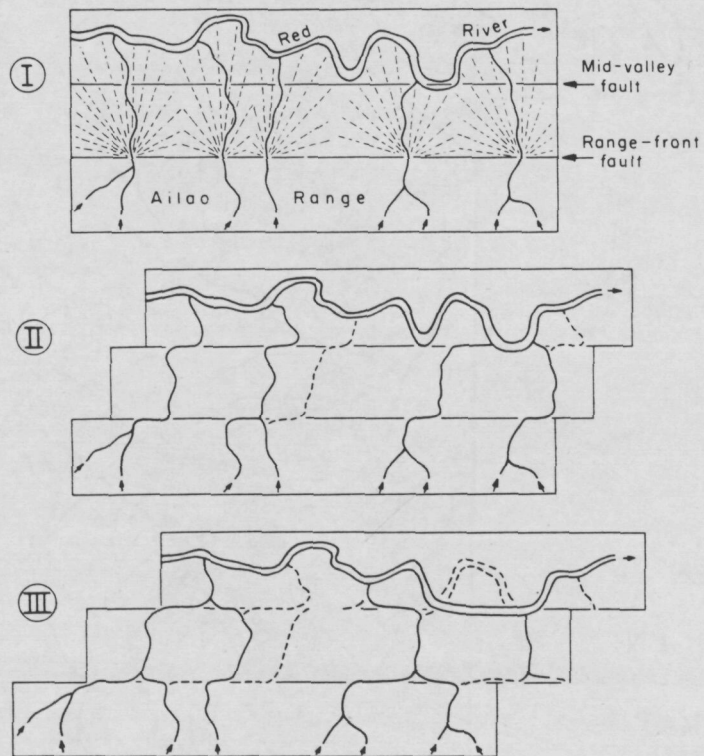 Red River
I
Mid-valley
fault
Range-front
fault
Ailao Range
II
III